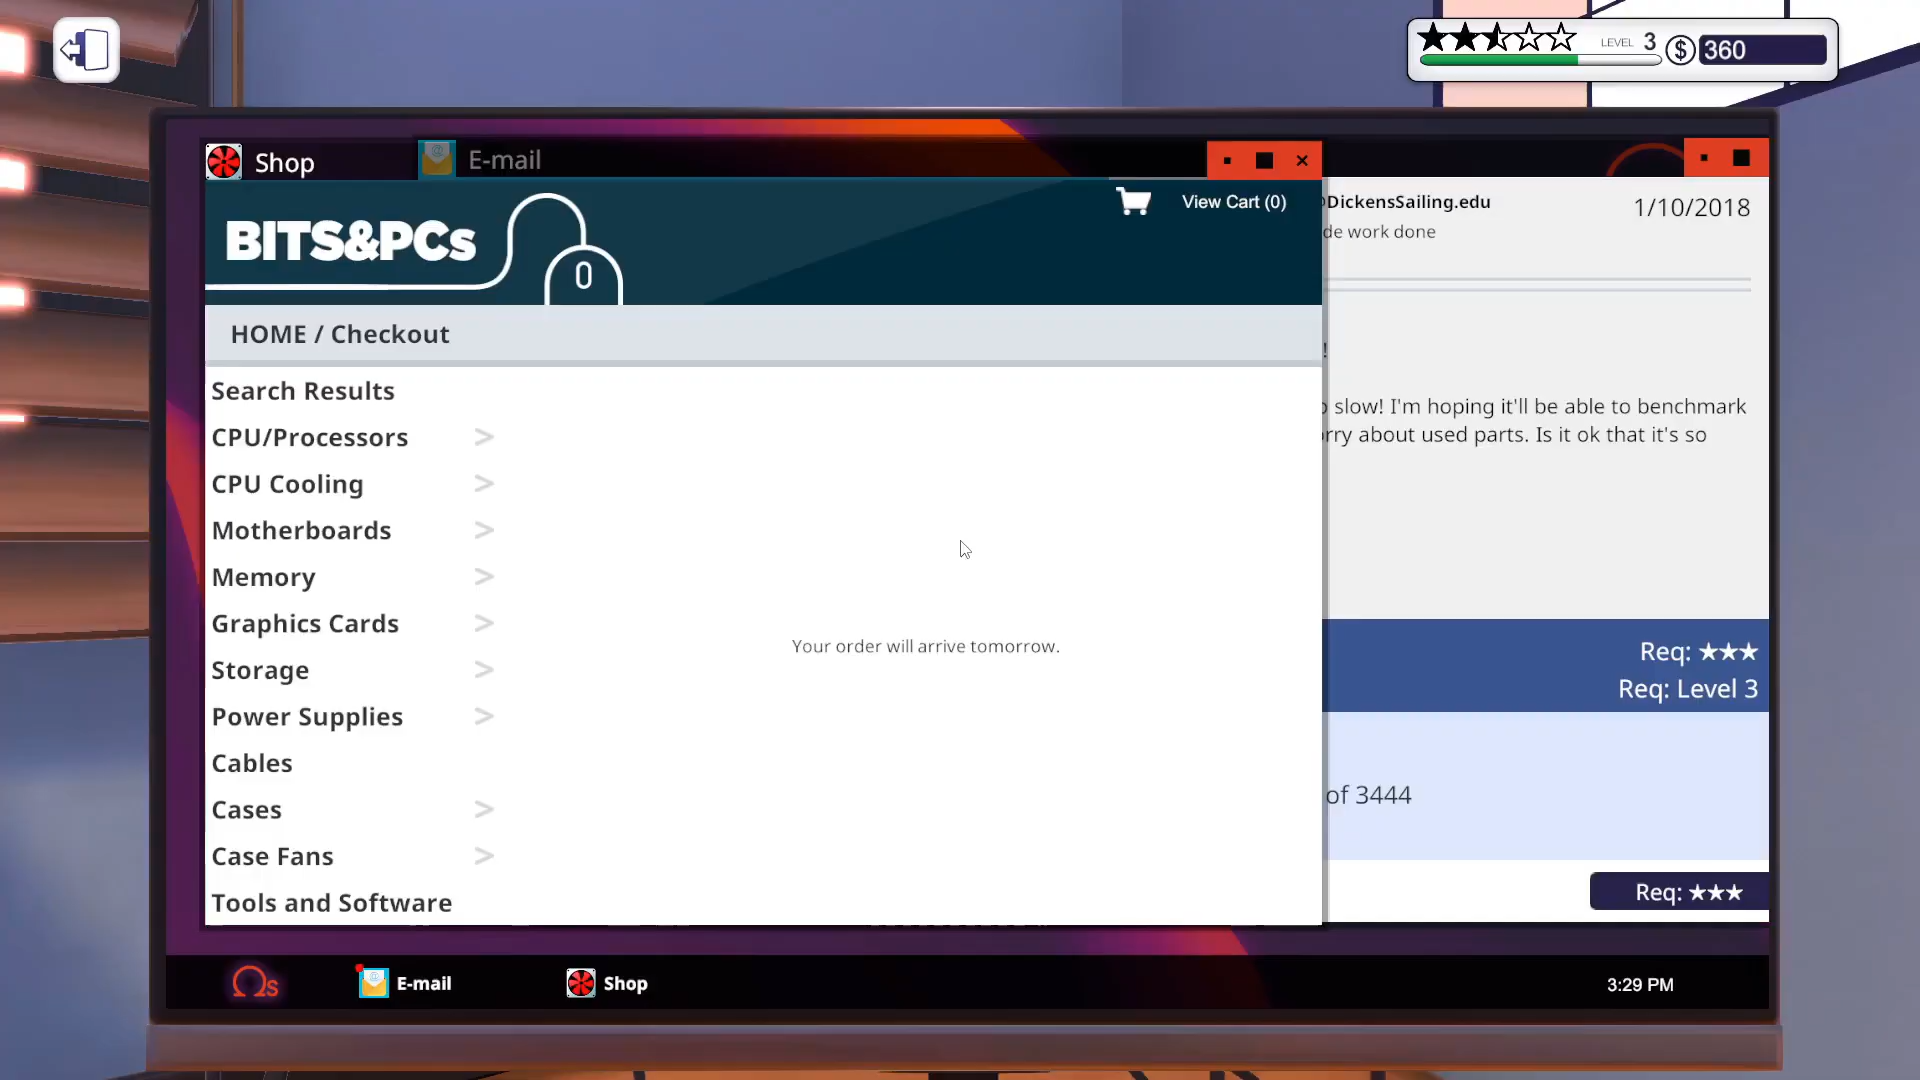 LEVEL 3
$ 360
Shop
E-mail
BITS&PCs
View Cart (0)
HOME / Checkout
Search Results
CPU/Processors >
CPU Cooling >
Motherboards >
Memory >
Graphics Cards >
Storage >
Power Supplies >
Cables
Cases >
Case Fans >
Tools and Software
Your order will arrive tomorrow.
DickensSailing.edu
1/10/2018
de work done
!
slow! I'm hoping it'll be able to benchmark
rry about used parts. Is it ok that it's so
Req: ★★★
Req: Level 3
of 3444
Req: ★★★
Ωs
E-mail
Shop
3:29 PM